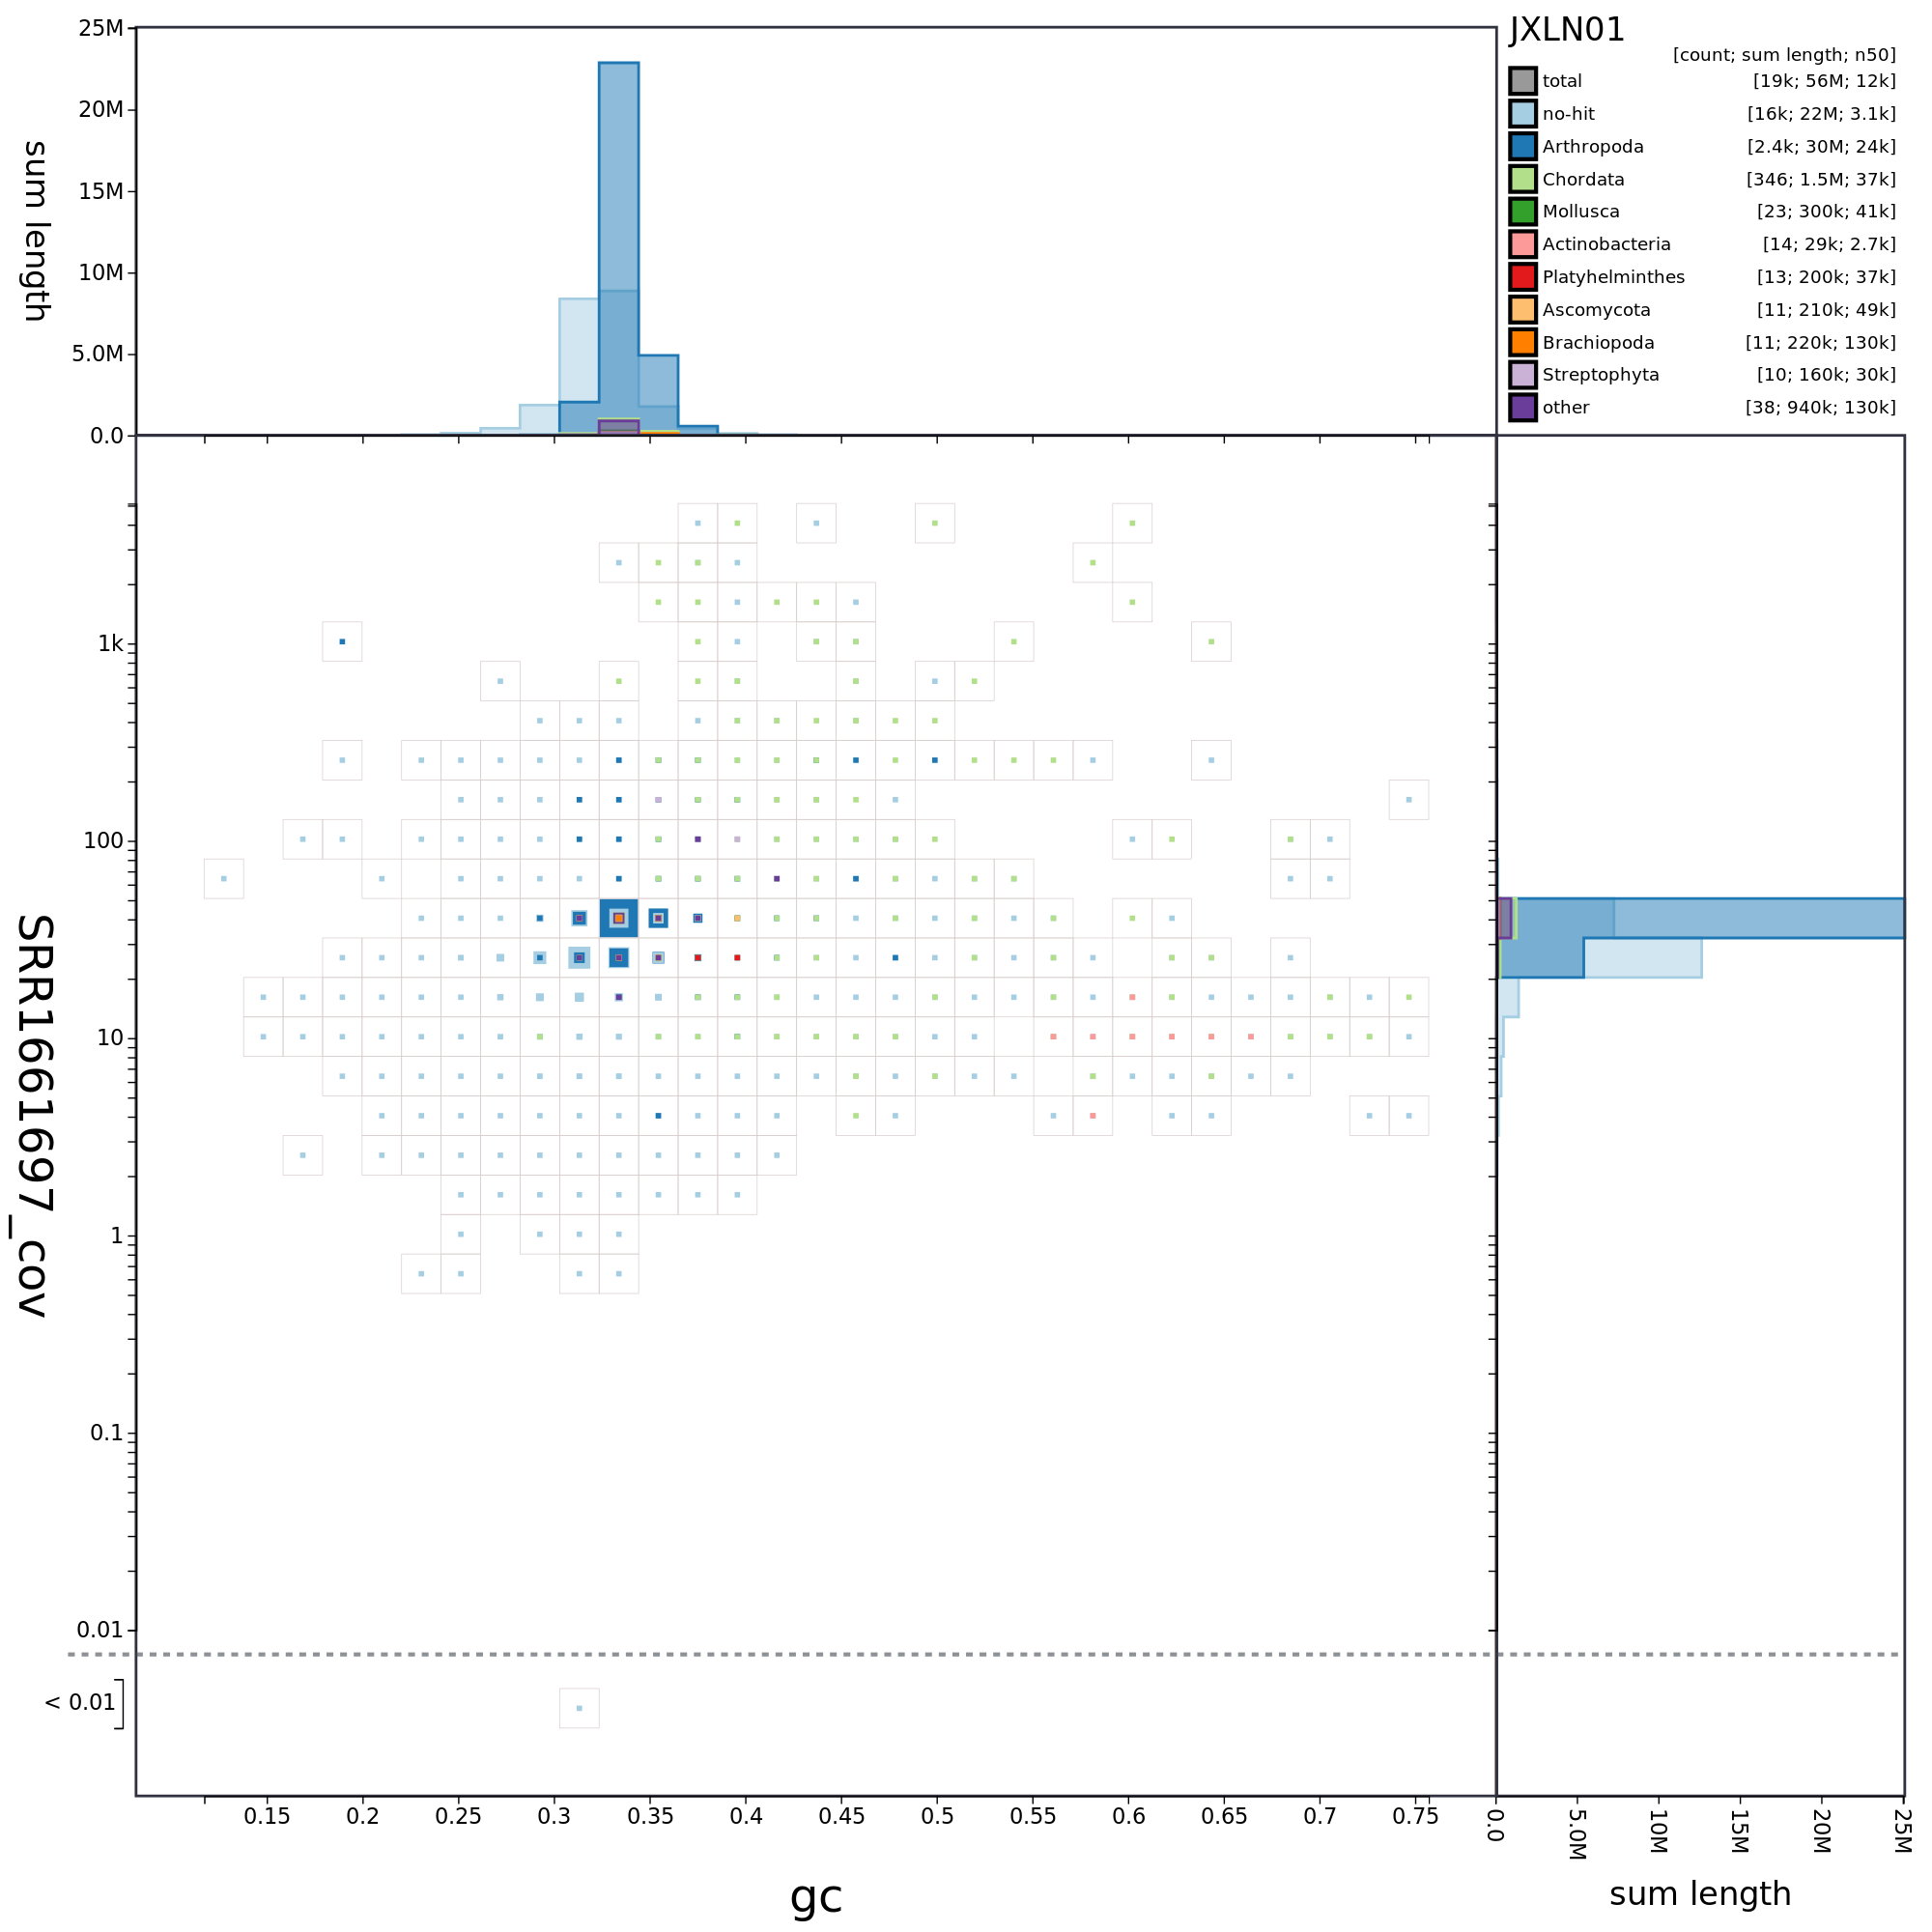 JXLN01
[count; sum length; n50]
total [19k; 56M; 12k]
no-hit [16k; 22M; 3.1k]
Arthropoda [2.4k; 30M; 24k]
Chordata [346; 1.5M; 37k]
Mollusca [23; 300k; 41k]
Actinobacteria [14; 29k; 2.7k]
Platyhelminthes [13; 200k; 37k]
Ascomycota [11; 210k; 49k]
Brachiopoda [11; 220k; 130k]
Streptophyta [10; 160k; 30k]
other [38; 940k; 130k]
sum length
25M
20M
15M
10M
5.0M
0.0
SRR1661697_cov
1k
100
10
1
0.1
0.01
< 0.01
0.15 0.2 0.25 0.3 0.35 0.4 0.45 0.5 0.55 0.6 0.65 0.7 0.75
gc
0.0 5.0M 10M 15M 20M 25M
sum length